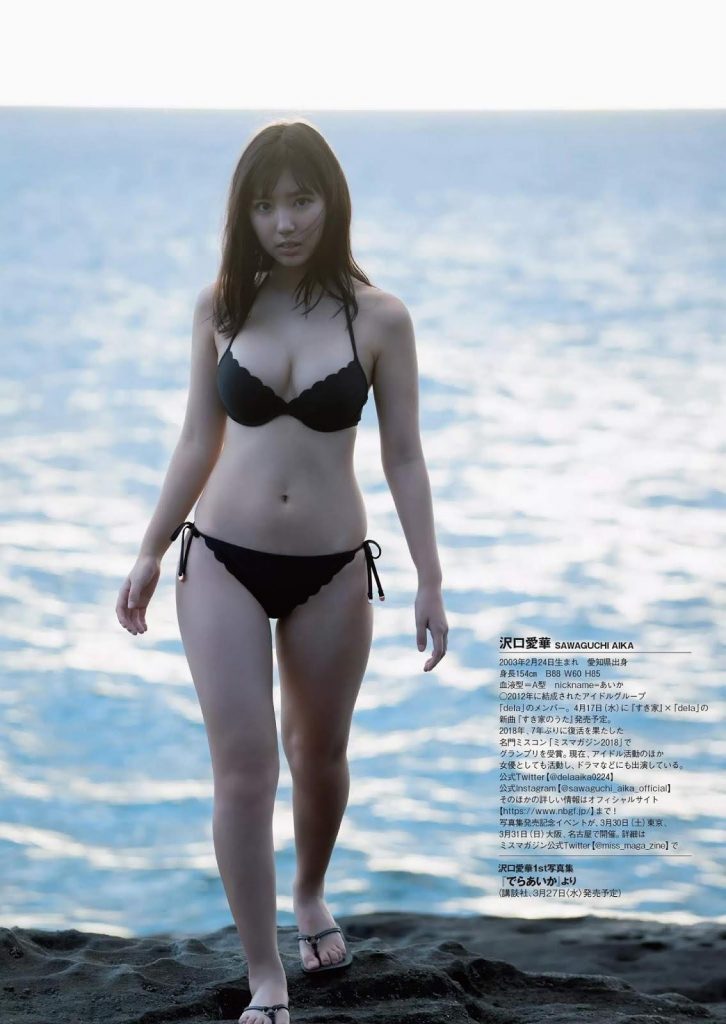 沢口愛華 SAWAGUCHI AIKA
2003年2月24日生まれ 愛知県出身
身長154㎝ B88 W60 H85
血液型=A型 nickname=あいか
○2012年に結成されたアイドルグループ
「dela」のメンバー。4月17日(水)に『すき家』×「dela」の
新曲『すき家のうた』発売予定。
2018年、7年ぶりに復活を果たした
名門ミスコン「ミスマガジン2018」で
グランプリを受賞。現在、アイドル活動のほか
女優としても活動し、ドラマなどにも出演している。
公式Twitter【@delaaika0224】
公式Instagram【@sawaguchi_aika_official】
そのほかの詳しい情報はオフィシャルサイト
【https://www.nbgf.jp/】まで!
写真集発売記念イベントが、3月30日(土)東京、
3月31日(日)大阪、名古屋で開催。詳細は
ミスマガジン公式Twitter【@miss_maga_zine】で
沢口愛華1st写真集
『でらあいか』より
(講談社、3月27日(水)発売予定)